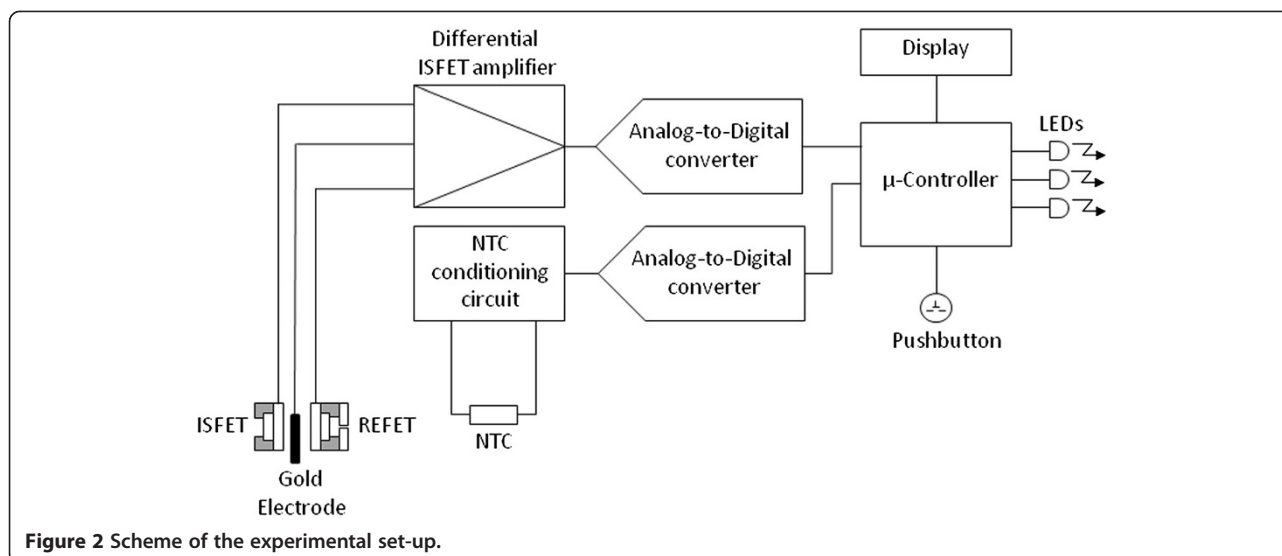 Differential
ISFET amplifier
Display
Analog-to-Digital
converter
LEDs
μ-Controller
NTC
conditioning
circuit
Analog-to-Digital
converter
Pushbutton
ISFET
REFET
NTC
Gold
Electrode
Figure 2 Scheme of the experimental set-up.